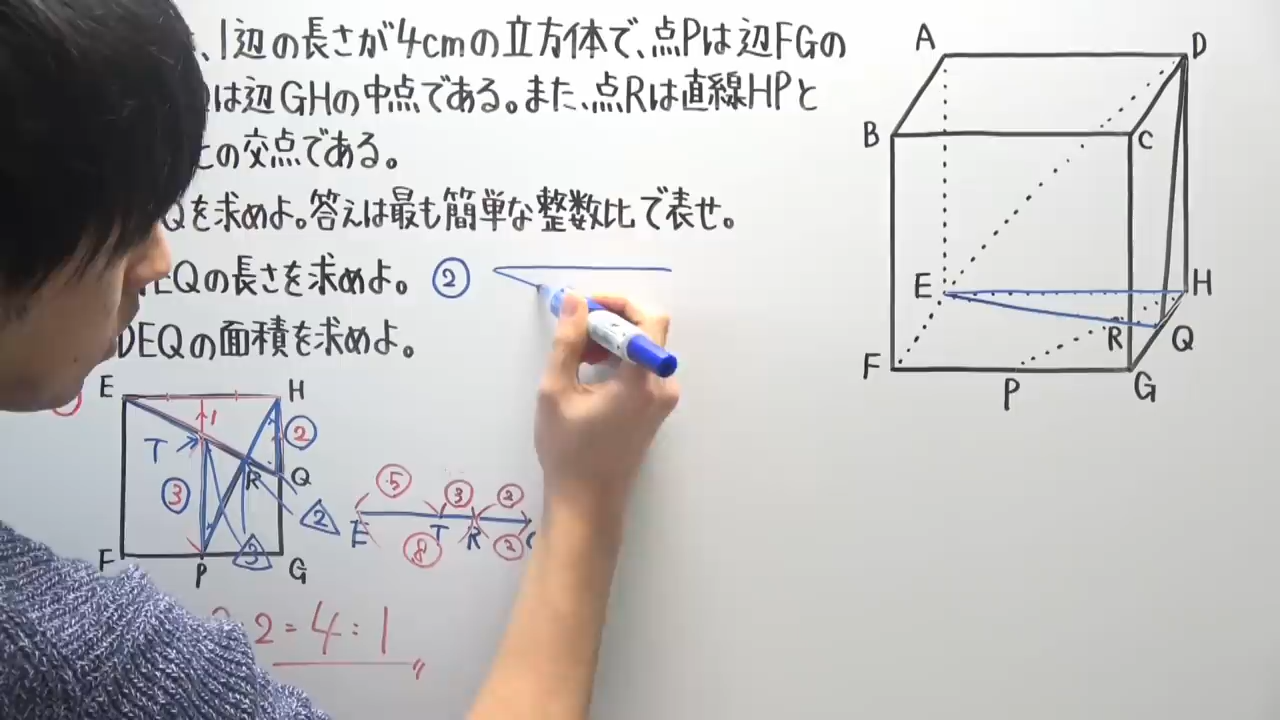 、1辺の長さが4cmの立方体で、点Pは辺FGの
は辺GHの中点である。また、点Rは直線HPと
の交点である。
Qを求めよ。答えは最も簡単な整数比で表せ。
EQの長さを求めよ。 ②
DEQの面積を求めよ。
A D
B C
E H
R Q
F P G
E H
1 ②
T Q
R
③
② 
③
F P G
⑤ ③ ②
E T R
⑧ ②
2=4:1